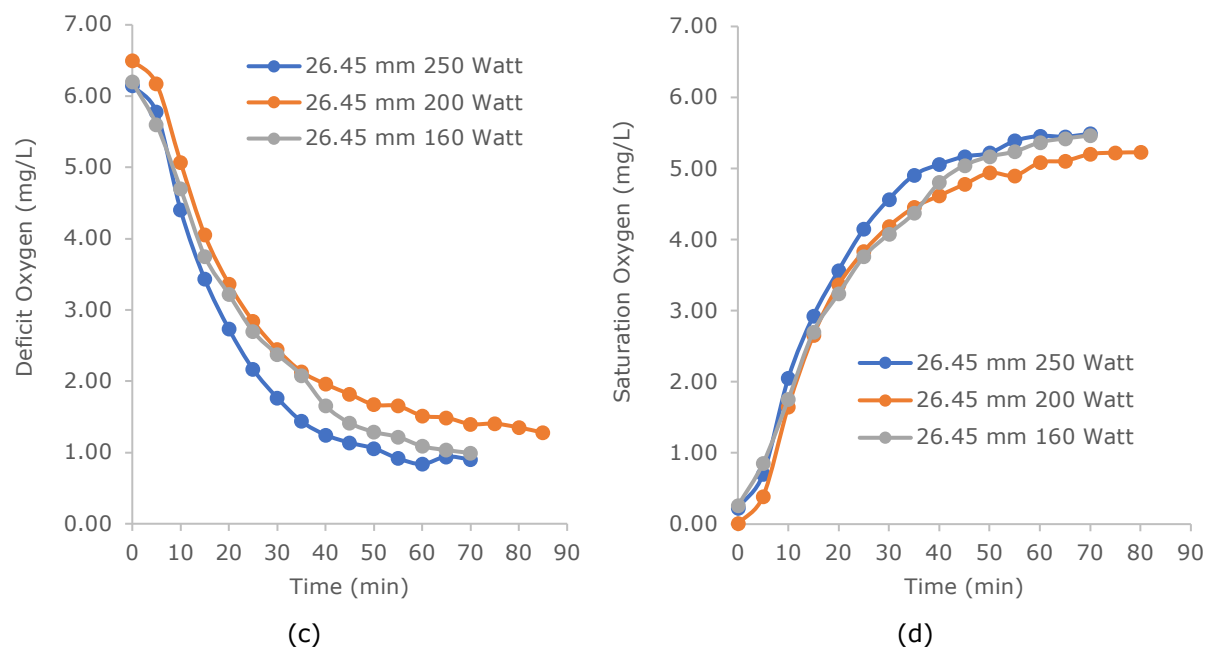 7.00
6.00
5.00
4.00
3.00
2.00
1.00
0.00
Deficit Oxygen (mg/L)
26.45 mm 250 Watt
26.45 mm 200 Watt
26.45 mm 160 Watt
0 10 20 30 40 50 60 70 80 90
Time (min)
(c)
7.00
6.00
5.00
4.00
3.00
2.00
1.00
0.00
Saturation Oxygen (mg/L)
26.45 mm 250 Watt
26.45 mm 200 Watt
26.45 mm 160 Watt
0 10 20 30 40 50 60 70 80 90
Time (min)
(d)